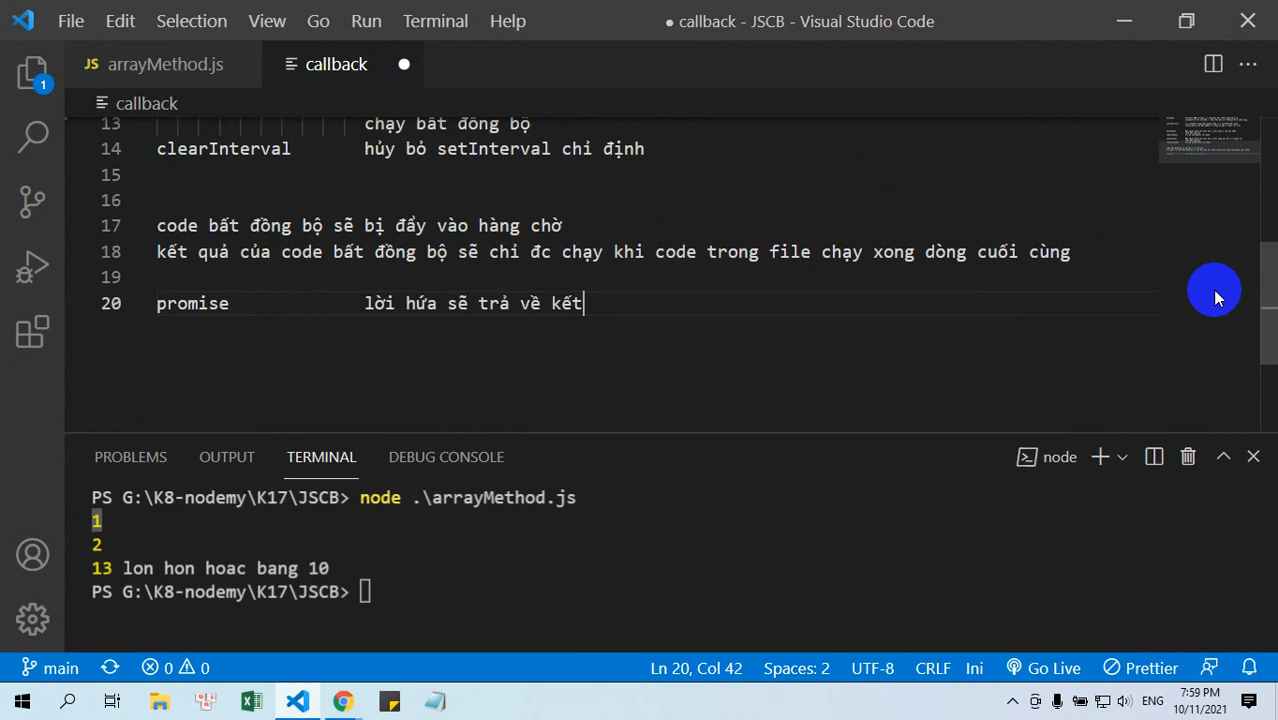 File Edit Selection View Go Run Terminal Help ● callback - JSCB - Visual Studio Code
JS arrayMethod.js callback
1 callback
13 chạy bất đồng bộ
14 clearInterval hủy bỏ setInterval chỉ định
15
16
17 code bất đồng bộ sẽ bị đẩy vào hàng chờ
18 kết quả của code bất đồng bộ sẽ chỉ đc chạy khi code trong file chạy xong dòng cuối cùng
19
20 promise lời hứa sẽ trả về kết
PROBLEMS OUTPUT TERMINAL DEBUG CONSOLE node
PS G:\K8-nodemy\K17\JSCB> node .\arrayMethod.js
1
2
13 lon hon hoac bang 10
PS G:\K8-nodemy\K17\JSCB>
main 0 0 Ln 20, Col 42 Spaces: 2 UTF-8 CRLF Ini Go Live Prettier
ENG 7:59 PM
10/11/2021